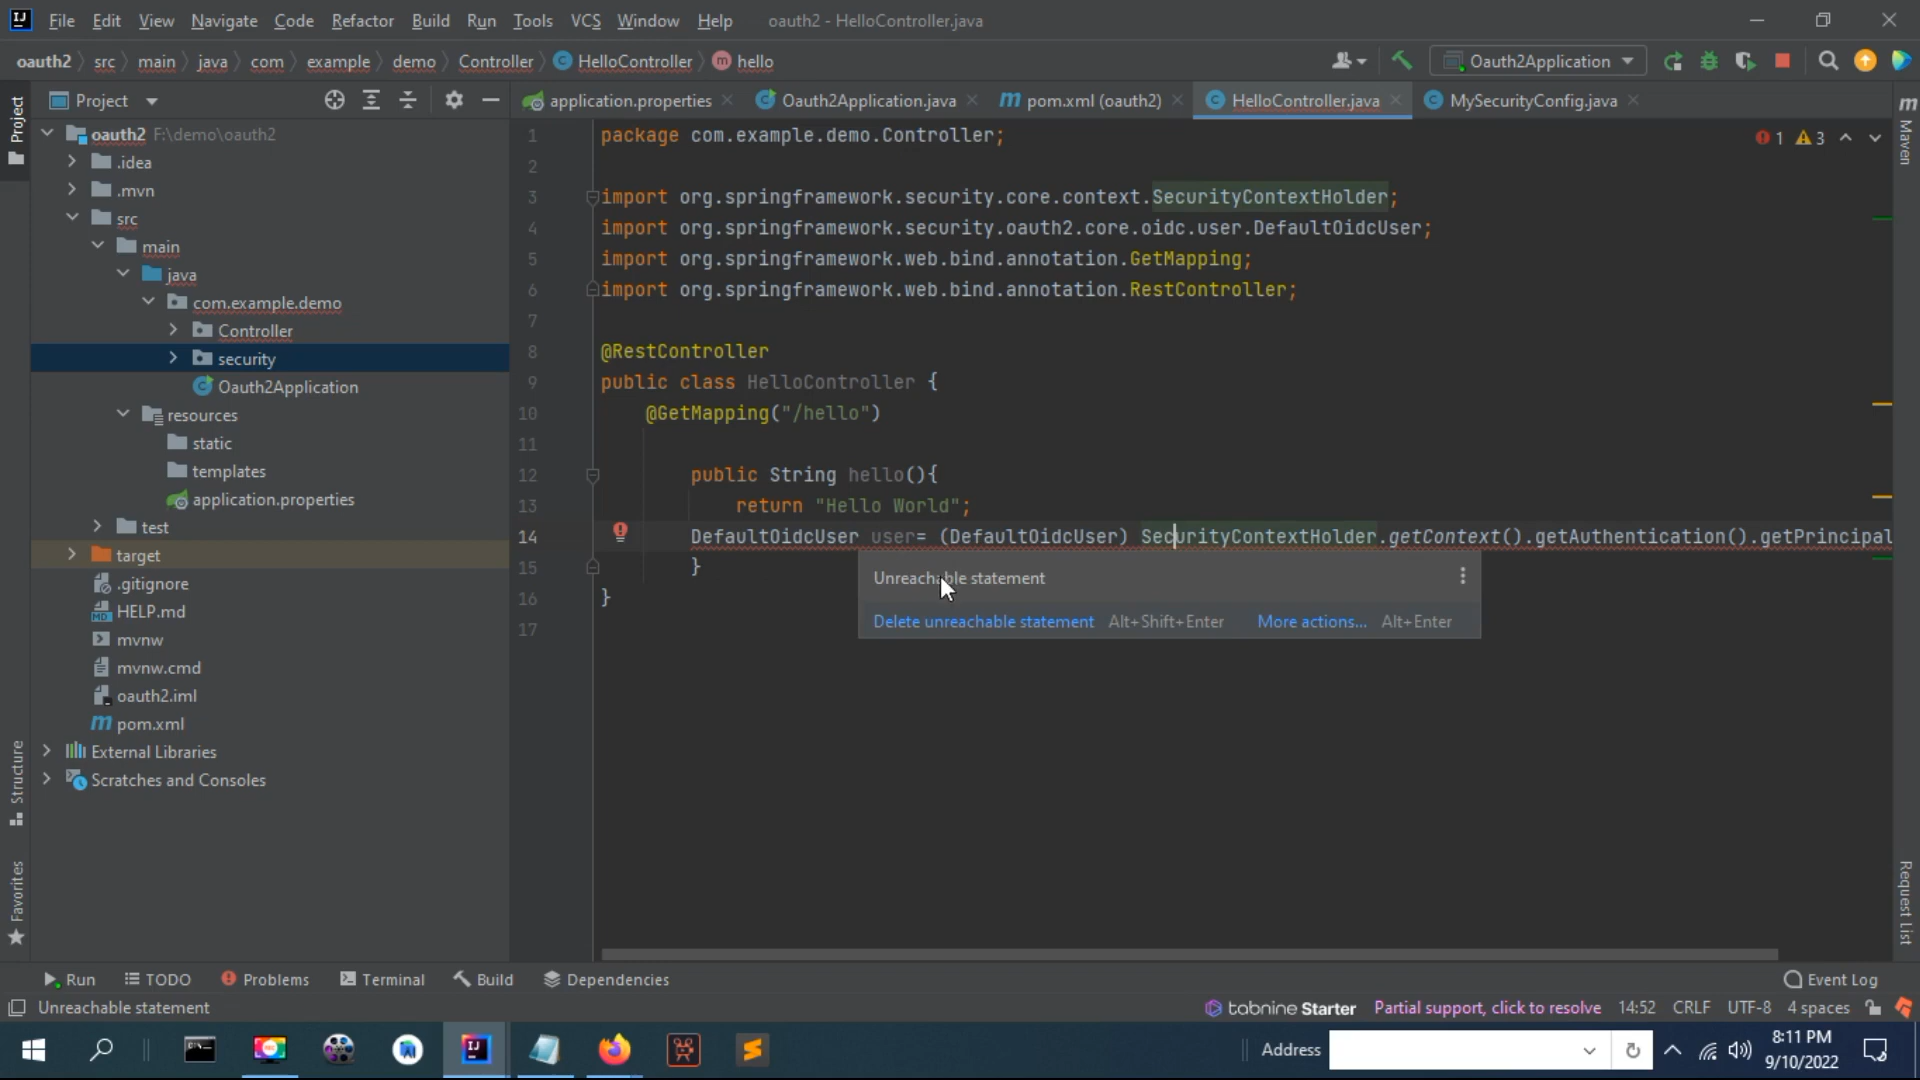 File Edit View Navigate Code Refactor Build Run Tools VCS Window Help oauth2 - HelloController.java
oauth2 src main java com example demo Controller HelloController hello Oauth2Application
Project
application.properties Oauth2Application.java pom.xml (oauth2) HelloController.java MySecurityConfig.java
Project
Maven
Structure
Favorites
Request List
oauth2 F:\demo\oauth2
.idea
.mvn
src
main
java
com.example.demo
Controller
security
Oauth2Application
resources
static
templates
application.properties
test
target
.gitignore
HELP.md
mvnw
mvnw.cmd
oauth2.iml
pom.xml
External Libraries
Scratches and Consoles
1 3
1 package com.example.demo.Controller;
2
3 import org.springframework.security.core.context.SecurityContextHolder;
4 import org.springframework.security.oauth2.core.oidc.user.DefaultOidcUser;
5 import org.springframework.web.bind.annotation.GetMapping;
6 import org.springframework.web.bind.annotation.RestController;
7
8 @RestController
9 public class HelloController {
10 @GetMapping("/hello")
11
12 public String hello(){
13 return "Hello World";
14 DefaultOidcUser user= (DefaultOidcUser) SecurityContextHolder.getContext().getAuthentication().getPrincipal
15 }
16 }
17
Unreachable statement
Delete unreachable statement Alt+Shift+Enter More actions... Alt+Enter
Run TODO Problems Terminal Build Dependencies Event Log
Unreachable statement tabnine Starter Partial support, click to resolve 14:52 CRLF UTF-8 4 spaces
Address
8:11 PM
9/10/2022